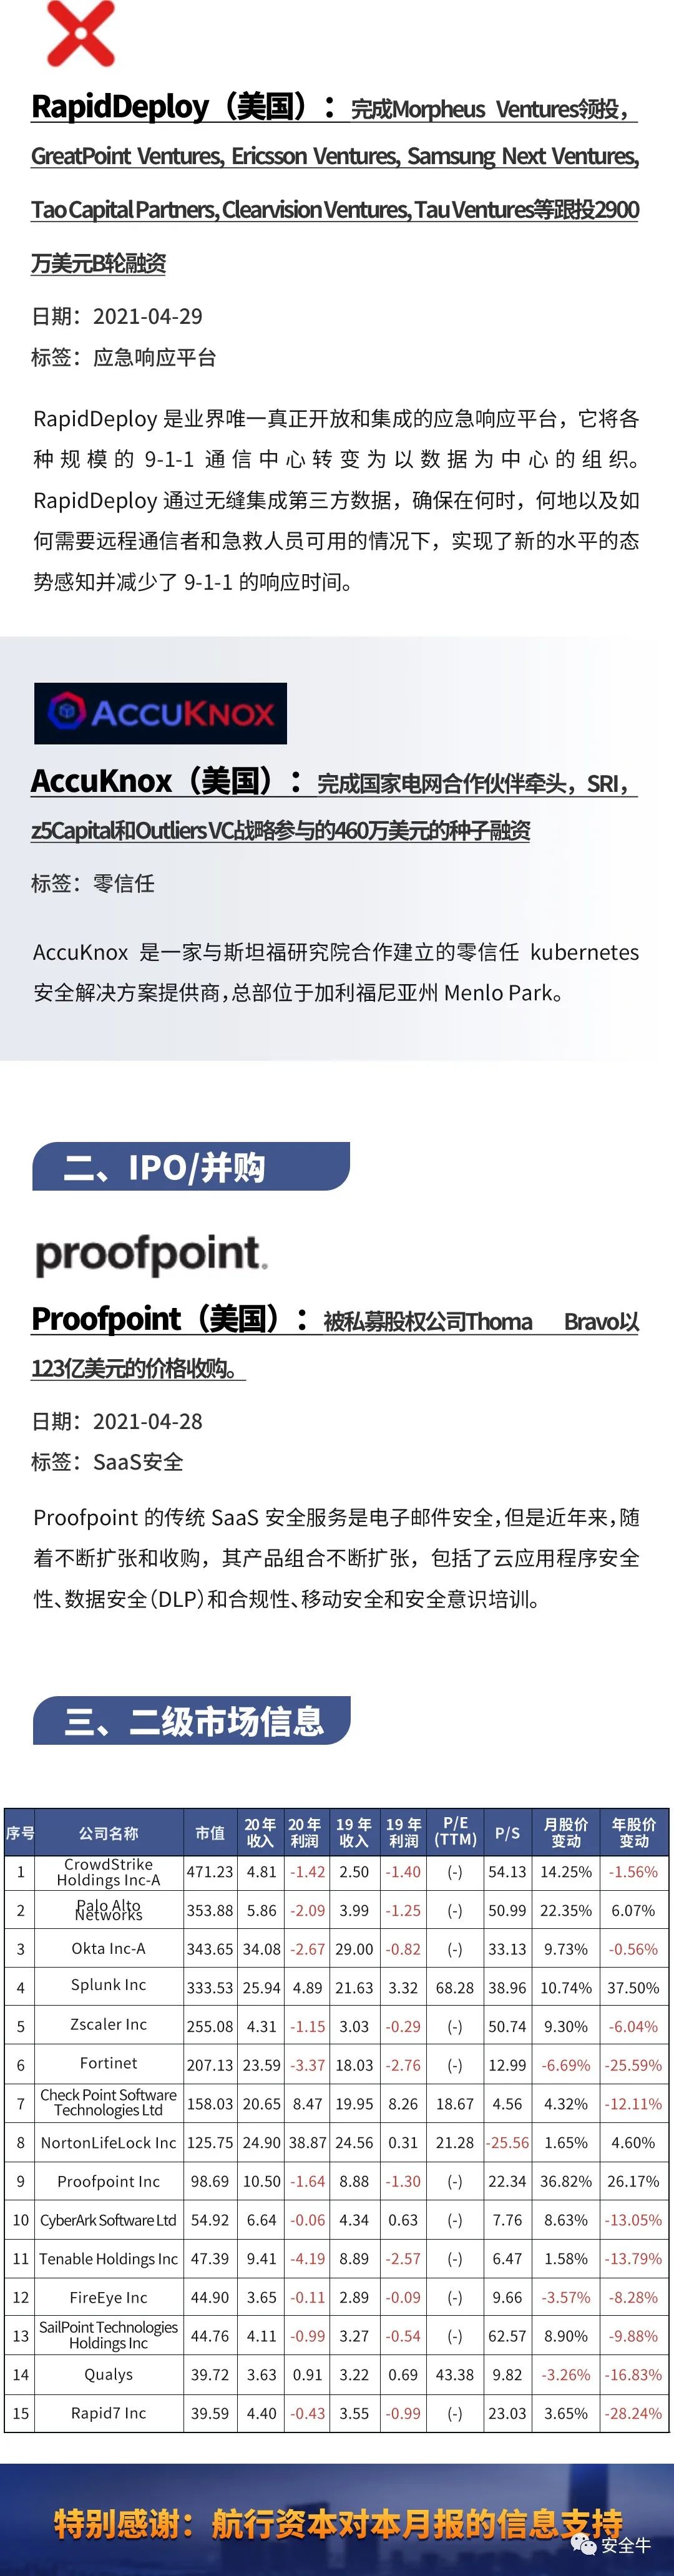 RapidDeploy（美国）：完成Morpheus Ventures领投，
GreatPoint Ventures, Ericsson Ventures, Samsung Next Ventures,
Tao Capital Partners, Clearvision Ventures, Tau Ventures等跟投2900
万美元B轮融资
日期：2021-04-29
标签：应急响应平台
RapidDeploy 是业界唯一真正开放和集成的应急响应平台，它将各
种规模的 9-1-1 通信中心转变为以数据为中心的组织。
RapidDeploy 通过无缝集成第三方数据，确保在何时，何地以及如
何需要远程通信者和急救人员可用的情况下，实现了新的水平的态
势感知并减少了 9-1-1 的响应时间。
ACCUKNOX
AccuKnox（美国）：完成国家电网合作伙伴牵头，SRI，
z5Capital和Outliers VC战略参与的460万美元的种子融资
标签：零信任
AccuKnox 是一家与斯坦福研究院合作建立的零信任 kubernetes
安全解决方案提供商，总部位于加利福尼亚州 Menlo Park。
二、IPO/并购
proofpoint.
Proofpoint（美国）：被私募股权公司Thoma Bravo以
123亿美元的价格收购。
日期：2021-04-28
标签：SaaS安全
Proofpoint 的传统 SaaS 安全服务是电子邮件安全，但是近年来，随
着不断扩张和收购，其产品组合不断扩张，包括了云应用程序安全
性、数据安全（DLP）和合规性、移动安全和安全意识培训。
三、二级市场信息
序号 公司名称 市值 20年收入 20年利润 19年收入 19年利润 P/E (TTM) P/S 月股价变动 年股价变动
1 CrowdStrike Holdings Inc-A 471.23 4.81 -1.42 2.50 -1.40 (-) 54.13 14.25% -1.56%
2 Palo Alto Networks 353.88 5.86 -2.09 3.99 -1.25 (-) 50.99 22.35% 6.07%
3 Okta Inc-A 343.65 34.08 -2.67 29.00 -0.82 (-) 33.13 9.73% -0.56%
4 Splunk Inc 333.53 25.94 4.89 21.63 3.32 68.28 38.96 10.74% 37.50%
5 Zscaler Inc 255.08 4.31 -1.15 3.03 -0.29 (-) 50.74 9.30% -6.04%
6 Fortinet 207.13 23.59 -3.37 18.03 -2.76 (-) 12.99 -6.69% -25.59%
7 Check Point Software Technologies Ltd 158.03 20.65 8.47 19.95 8.26 18.67 4.56 4.32% -12.11%
8 NortonLifeLock Inc 125.75 24.90 38.87 24.56 0.31 21.28 -25.56 1.65% 4.60%
9 Proofpoint Inc 98.69 10.50 -1.64 8.88 -1.30 (-) 22.34 36.82% 26.17%
10 CyberArk Software Ltd 54.92 6.64 -0.06 4.34 0.63 (-) 7.76 8.63% -13.05%
11 Tenable Holdings Inc 47.39 9.41 -4.19 8.89 -2.57 (-) 6.47 1.58% -13.79%
12 FireEye Inc 44.90 3.65 -0.11 2.89 -0.09 (-) 9.66 -3.57% -8.28%
13 SailPoint Technologies Holdings Inc 44.76 4.11 -0.99 3.27 -0.54 (-) 62.57 8.90% -9.88%
14 Qualys 39.72 3.63 0.91 3.22 0.69 43.38 9.82 -3.26% -16.83%
15 Rapid7 Inc 39.59 4.40 -0.43 3.55 -0.99 (-) 23.03 3.65% -28.24%
特别感谢：航行资本对本月报的信息支持
安全牛